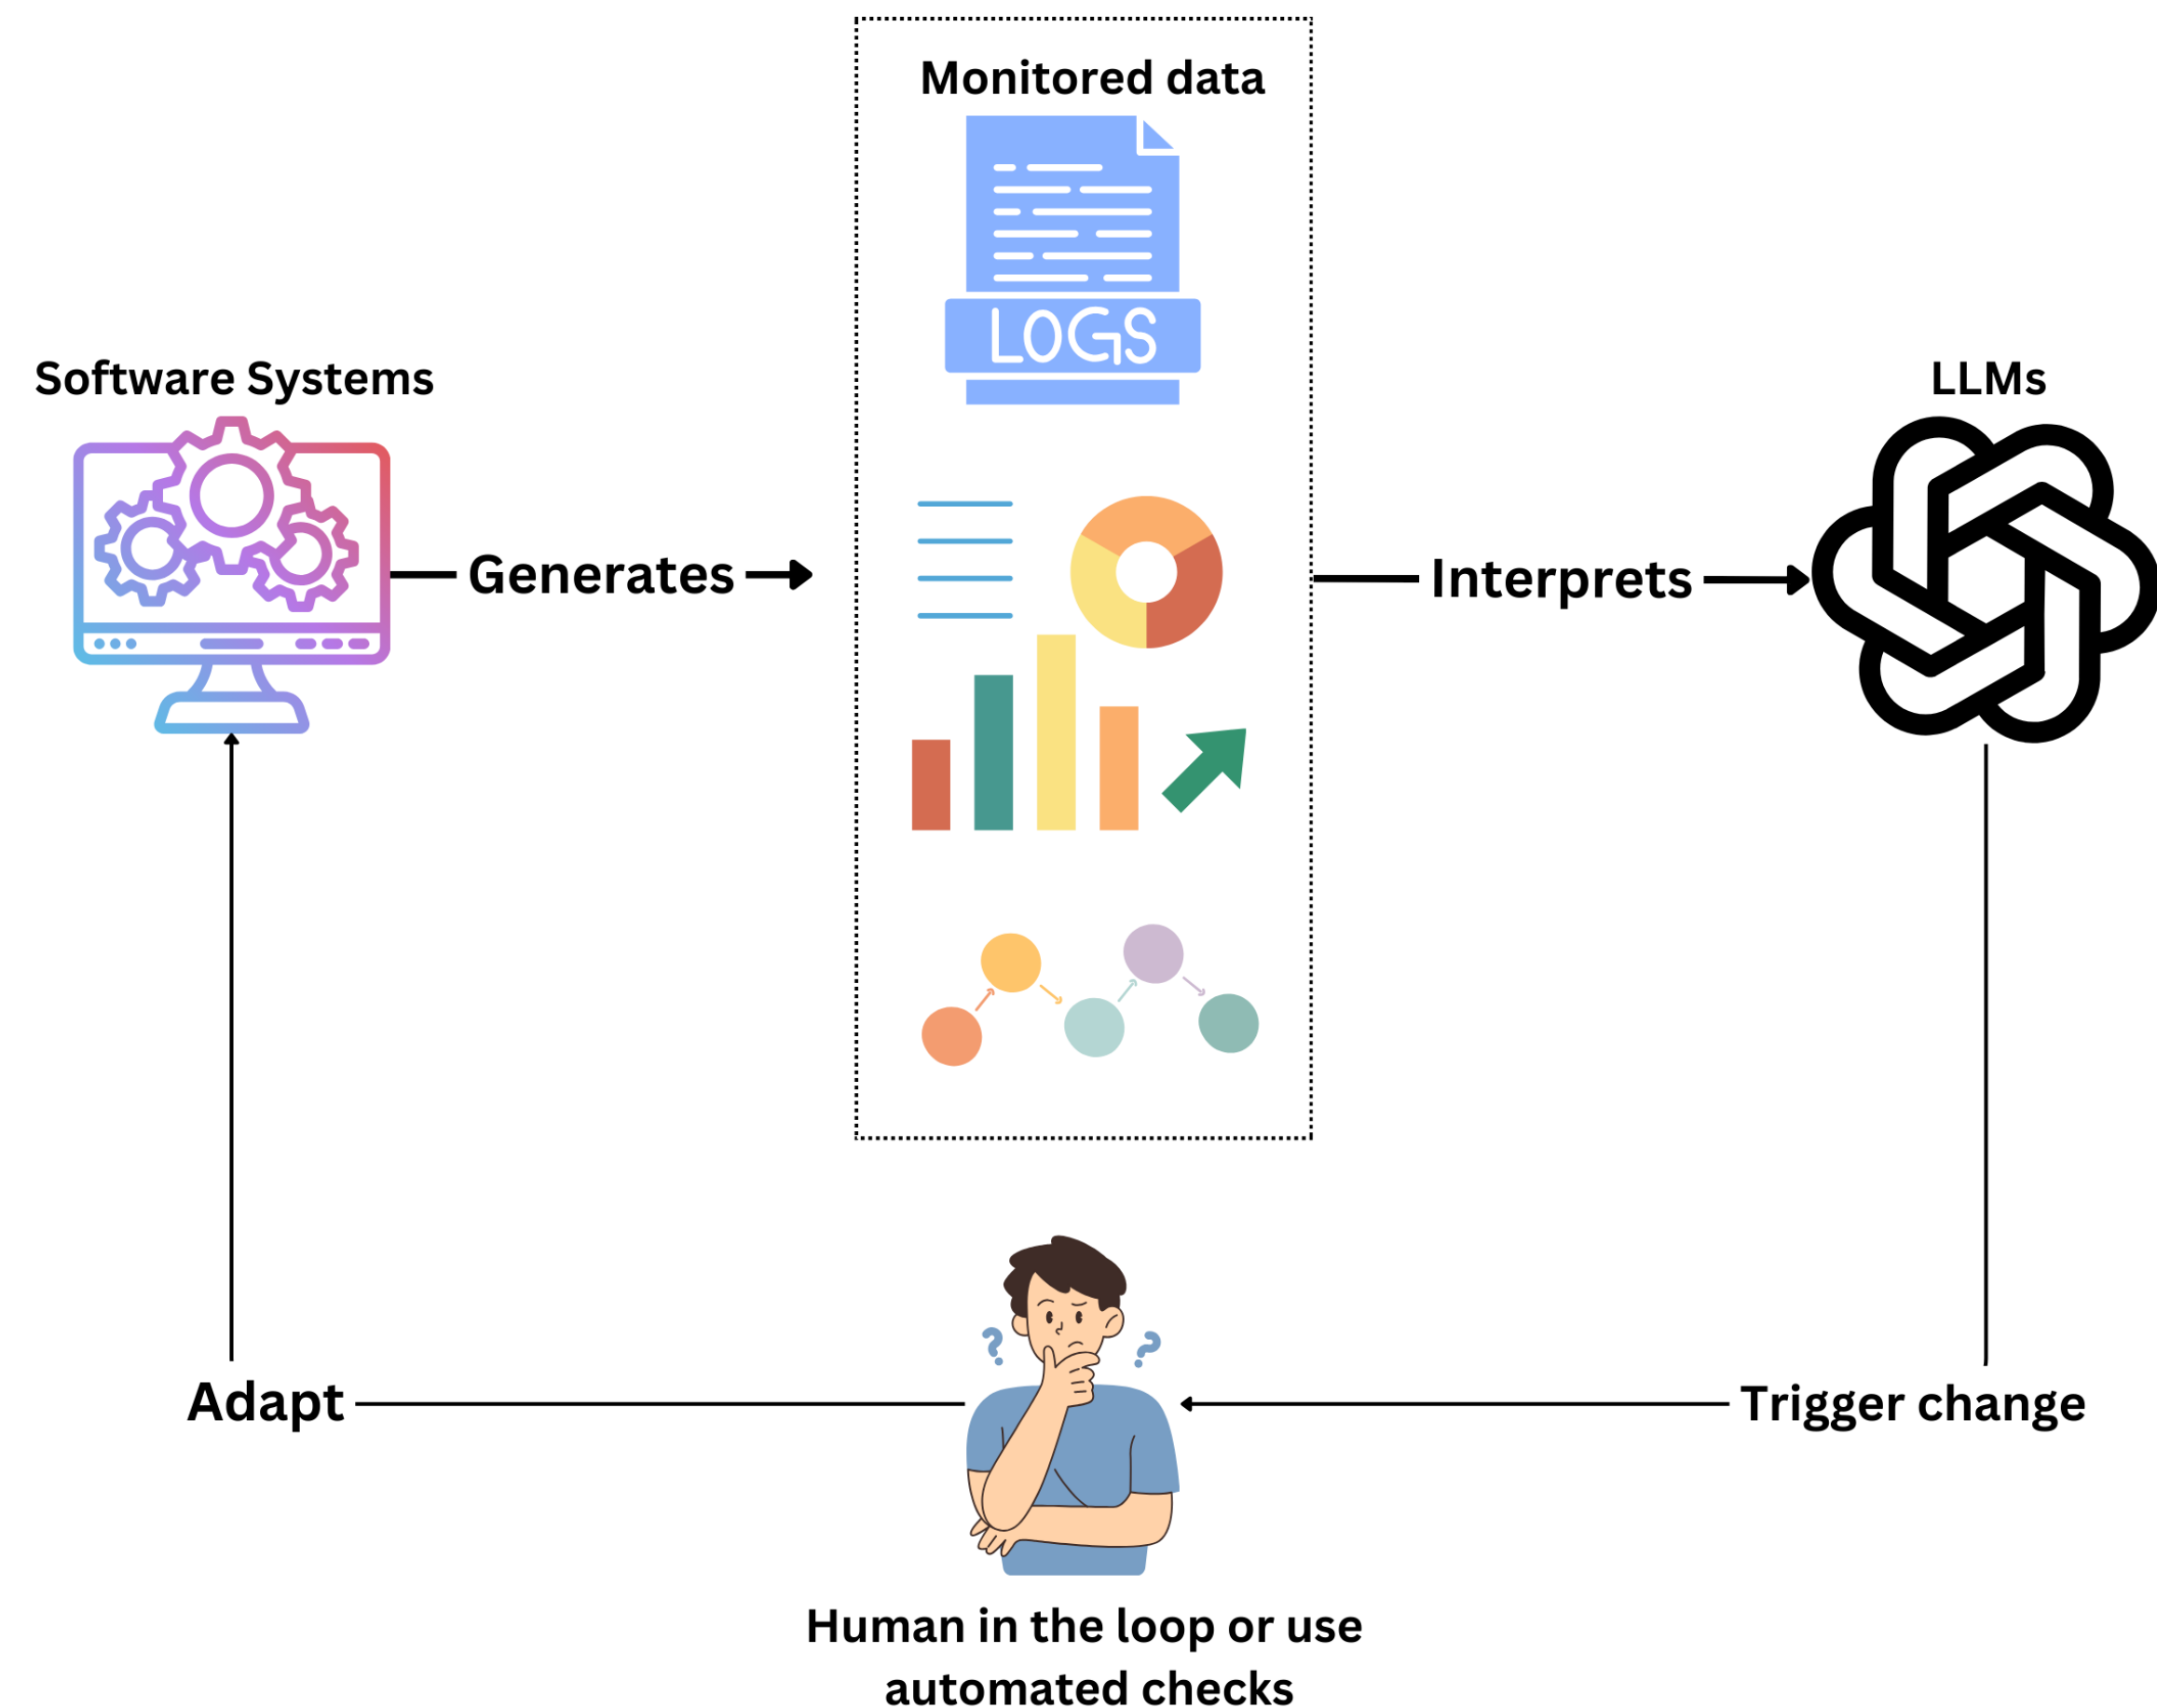 Monitored data
LOGS
Software Systems
LLMs
Generates
Interprets
? ?
Adapt
Trigger change
Human in the loop or use
automated checks